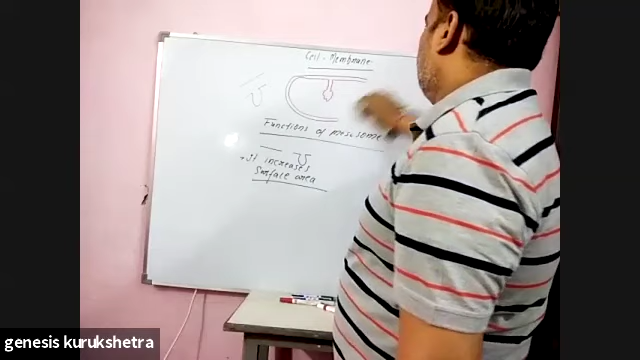 Cell - Membrane
Functions of mesosome
→ It increases
Surface area
genesis kurukshetra